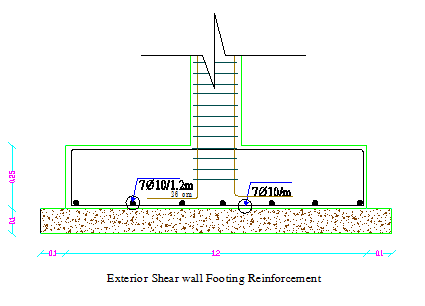 7Ø10/1.2m
36 cm
7Ø10/m
0.25
0.1
0.1
1.2
0.1
Exterior Shear wall Footing Reinforcement